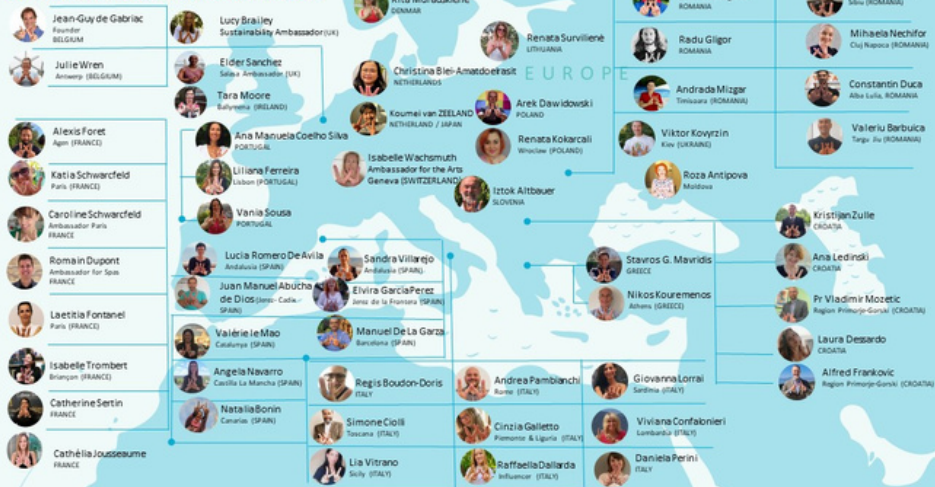 Jean-Guy de Gabriac
Founder
BELGIUM
Julie Wren
Antwerp (BELGIUM)
Lucy Brailey
Sustainability Ambassador (UK)
Elder Sanchez
Salasa Ambassador (UK)
Tara Moore
Ballyreena (IRELAND)
DENMARK
Renata Survilienė
LITHUANIA
EUROPE
Christina Blei-Amatdoelrasit
NETHERLANDS
Koumei van ZEELAND
NETHERLAND / JAPAN
Arek Dawidowski
POLAND
Renata Kokarcali
Wroclaw (POLAND)
ROMANIA
Radu Gligor
ROMANIA
Andrada Mizgar
Timisoara (ROMANIA)
Viktor Kovyrzin
Kiev (UKRAINE)
Roza Antipova
Moldova
Sibiu (ROMANIA)
Mihaela Nechifor
Cluj Napoca (ROMANIA)
Constantin Duca
Alba Lulia, ROMANIA
Valeriu Barbuica
Targu Jiu (ROMANIA)
Alexis Foret
Agen (FRANCE)
Katia Schwarcfeld
Paris (FRANCE)
Caroline Schwarcfeld
Ambassador Paris
FRANCE
Romain Dupont
Ambassador for Spas
FRANCE
Laetitia Fontanel
Paris (FRANCE)
Isabelle Trombert
Briançon (FRANCE)
Catherine Sertin
FRANCE
Cathélia Jousseaume
FRANCE
Ana Manuela Coelho Silva
PORTUGAL
Liliana Ferreira
Lisbon (PORTUGAL)
Vania Sousa
PORTUGAL
Isabelle Wachsmuth
Ambassador for the Arts
Geneva (SWITZERLAND)
Iztok Altbauer
SLOVENIA
Lucia Romero De Avila
Andalusia (SPAIN)
Juan Manuel Abucha
de Dios (Jerez- Cadix
SPAIN)
Valérie le Mao
Catalunya (SPAIN)
Angela Navarro
Castilla La Mancha (SPAIN)
Natalia Bonin
Canarias (SPAIN)
Sandra Villarejo
Andalusia (SPAIN)
Elvira Garcia Perez
Jerez de la Frontera (SPAIN)
Manuel De La Garza
Barcelona (SPAIN)
Stavros G. Mavridis
GREECE
Nikos Kouremenos
Athens (GREECE)
Kristijan Zulle
CROATIA
Ana Ledinski
CROATIA
Pr Vladimir Mozetic
Region Primorje-Gorski (CROATIA)
Laura Dessardo
CROATIA
Alfred Frankovic
Region Primorje-Gorski (CROATIA)
Regis Boudon-Doris
ITALY
Simone Ciolli
Toscana (ITALY)
Lia Vitrano
Sicily (ITALY)
Andrea Pambianchi
Rome (ITALY)
Cinzia Galletto
Piemonte & Liguria (ITALY)
Raffaella Dallarda
Influencer (ITALY)
Giovanna Lorrai
Sardinia (ITALY)
Viviana Confalonieri
Lombardia (ITALY)
Daniela Perini
ITALY